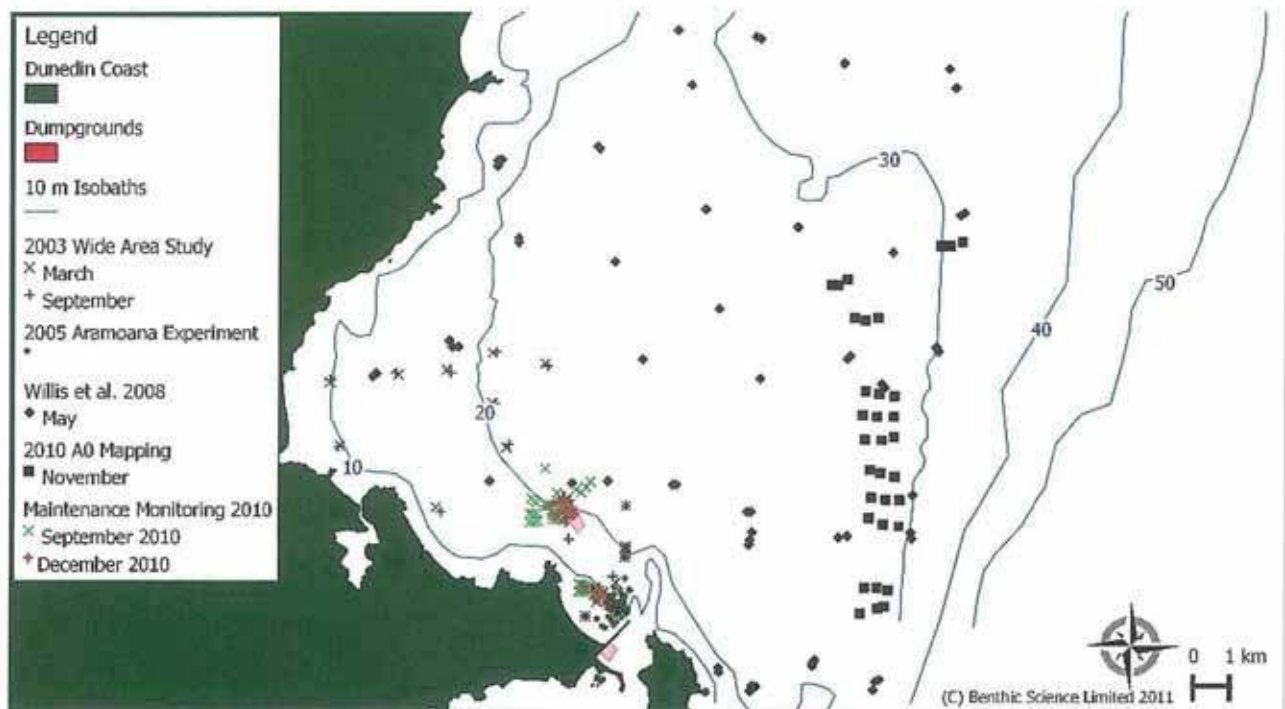 Legend
Dunedin Coast
Dumpgrounds
10 m Isobaths
2003 Wide Area Study
March
September
2005 Aramoana Experiment
Willis et al. 2008
May
2010 A0 Mapping
November
Maintenance Monitoring 2010
September 2010
December 2010
30
50
40
20
10
0 1 km
(C) Benthic Science Limited 2011